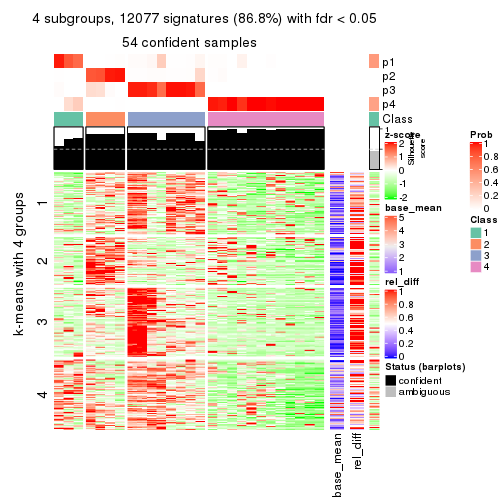 4 subgroups, 12077 signatures (86.8%) with fdr < 0.05
54 confident samples
p1
p2
p3
p4
Class
1
Silhouette
score
k-means with 4 groups
1
2
3
4
base_mean
rel_diff
z-score
2
1
0
-1
-2
base_mean
5
4
3
2
1
rel_diff
1
0.8
0.6
0.4
0.2
0
Status (barplots)
confident
ambiguous
Prob
1
0.8
0.6
0.4
0.2
0
Class
1
2
3
4